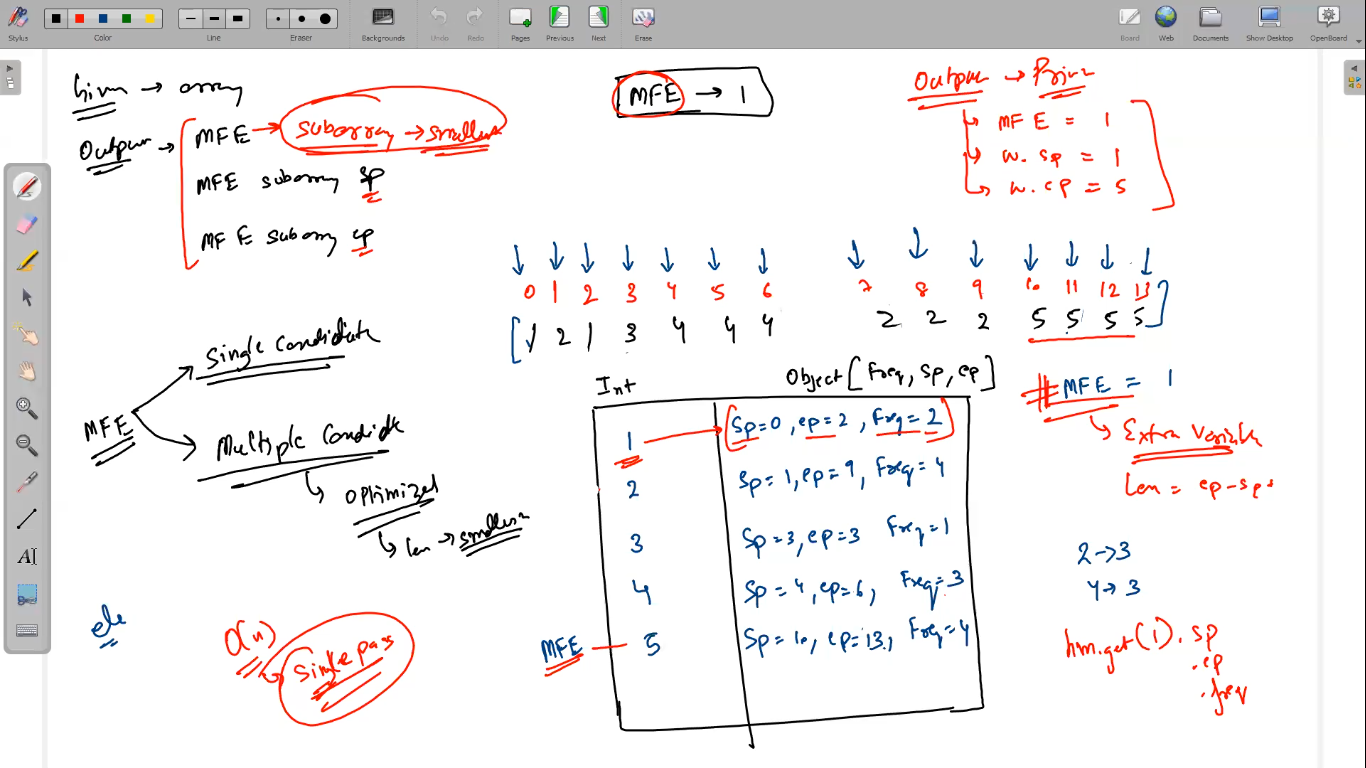 Stylus
Color
Line
Eraser
Backgrounds
Undo
Redo
Pages
Previous
Next
Erase
Board
Web
Documents
Show Desktop
OpenBoard
Given → array
Output → MFE → subarray → smallest
MFE subarray sp
MFE subarray ep
MFE → 1
Output → Print
MFE = 1
w. sp = 1
w. ep = 5
0 1 2 3 4 5 6 7 8 9 10 11 12 13
[1 2 1 3 4 4 4 2 2 2 5 5 5 5]
MFE
Single Candidate
Multiple Candidate
Optimized
len → smallest
ele
O(n)
Single pass
Int
Object [Freq, sp, ep]
1 → Sp=0, ep=2, Freq=2
2 Sp=1, ep=9, Freq=4
3 Sp=3, ep=3 Freq=1
4 Sp=4, ep=6, Freq=3
MFE — 5 Sp=10, ep=13, Freq=4
# MFE = 1
Extra Variable
len = ep-sp+
2 → 3
4 → 3
hm.get(1).sp
.ep
.freq